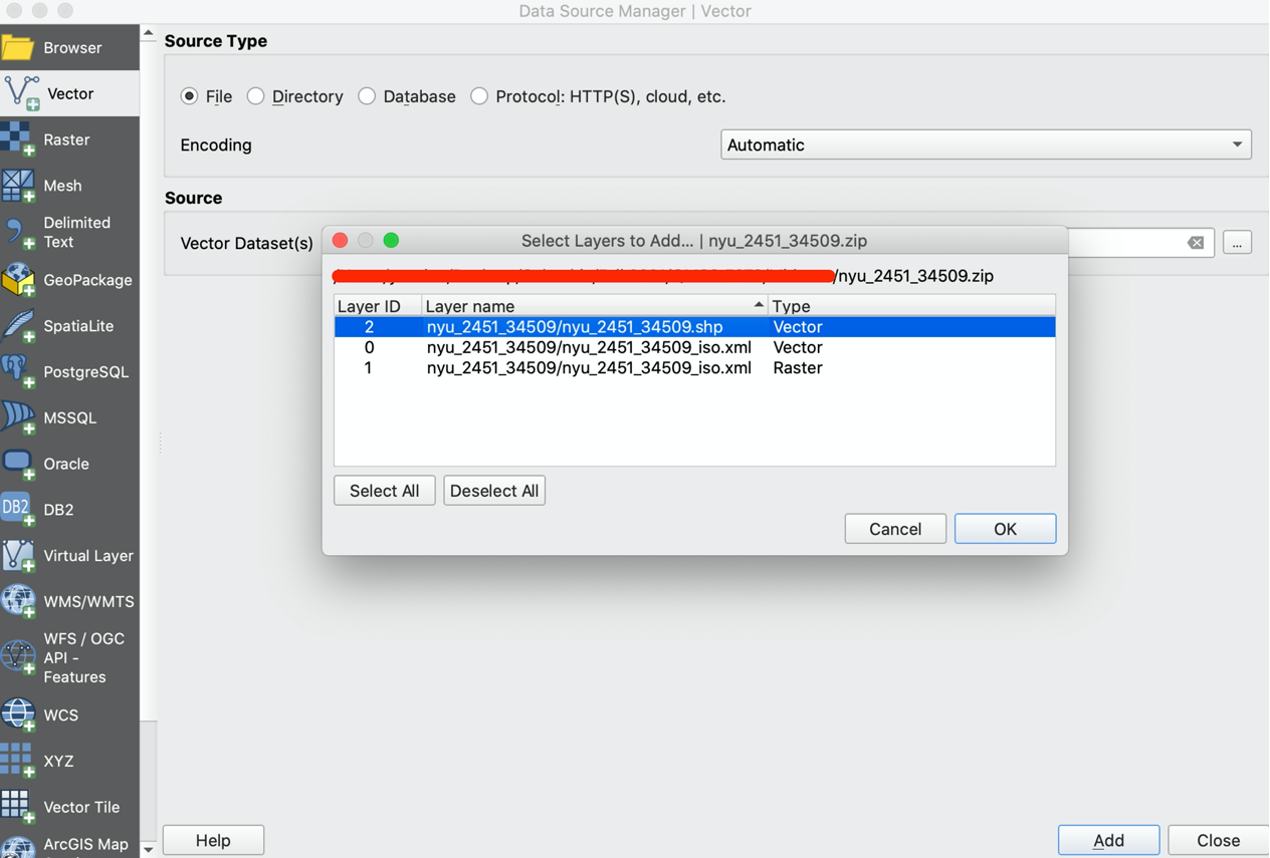 Data Source Manager | Vector
Browser
Vector
Raster
Mesh
Delimited
Text
GeoPackage
SpatiaLite
PostgreSQL
MSSQL
Oracle
DB2
DB2
Virtual Layer
WMS/WMTS
WFS / OGC
API -
Features
WCS
XYZ
Vector Tile
ArcGIS Map
Source Type
File Directory Database Protocol: HTTP(S), cloud, etc.
Encoding Automatic
Source
Vector Dataset(s) ...
Select Layers to Add... | nyu_2451_34509.zip
/nyu_2451_34509.zip
Layer ID Layer name Type
2 nyu_2451_34509/nyu_2451_34509.shp Vector
0 nyu_2451_34509/nyu_2451_34509_iso.xml Vector
1 nyu_2451_34509/nyu_2451_34509_iso.xml Raster
Select All Deselect All
Cancel OK
Help Add Close